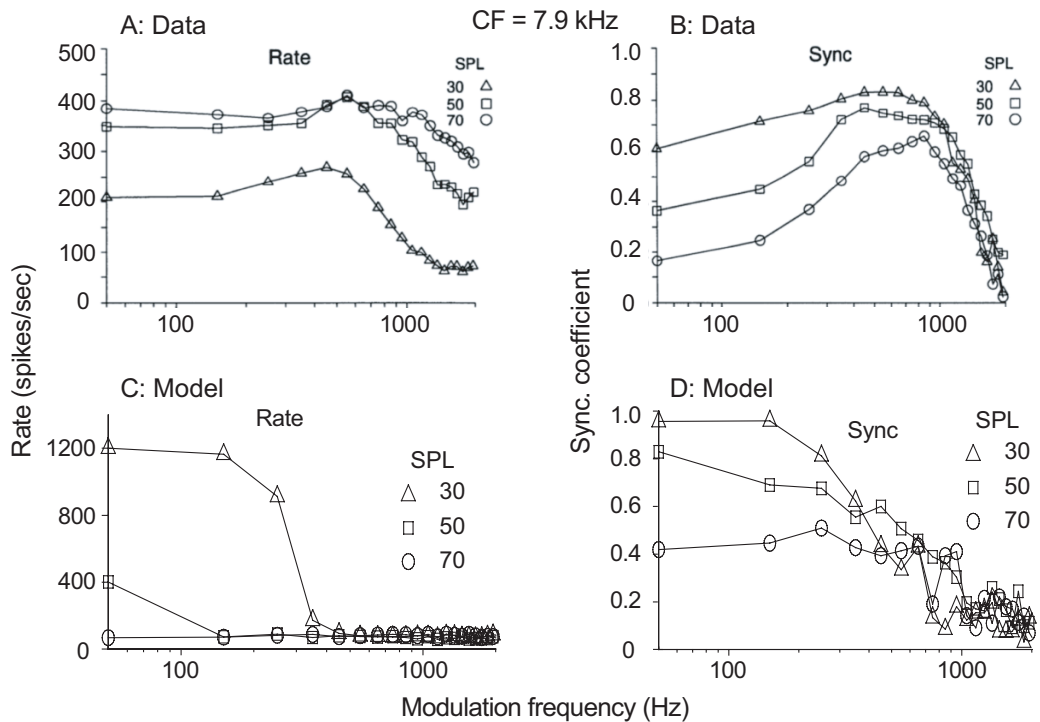 CF = 7.9 kHz
A: Data
Rate
SPL
30
50
70
500
400
300
200
100
0
100
1000
B: Data
Sync
SPL
30
50
70
1.0
0.8
0.6
0.4
0.2
0
100
1000
Rate (spikes/sec)
Sync. coefficient
C: Model
Rate
SPL
30
50
70
1200
800
400
0
100
1000
D: Model
Sync
SPL
30
50
70
1.0
0.8
0.6
0.4
0.2
0
100
1000
Modulation frequency (Hz)